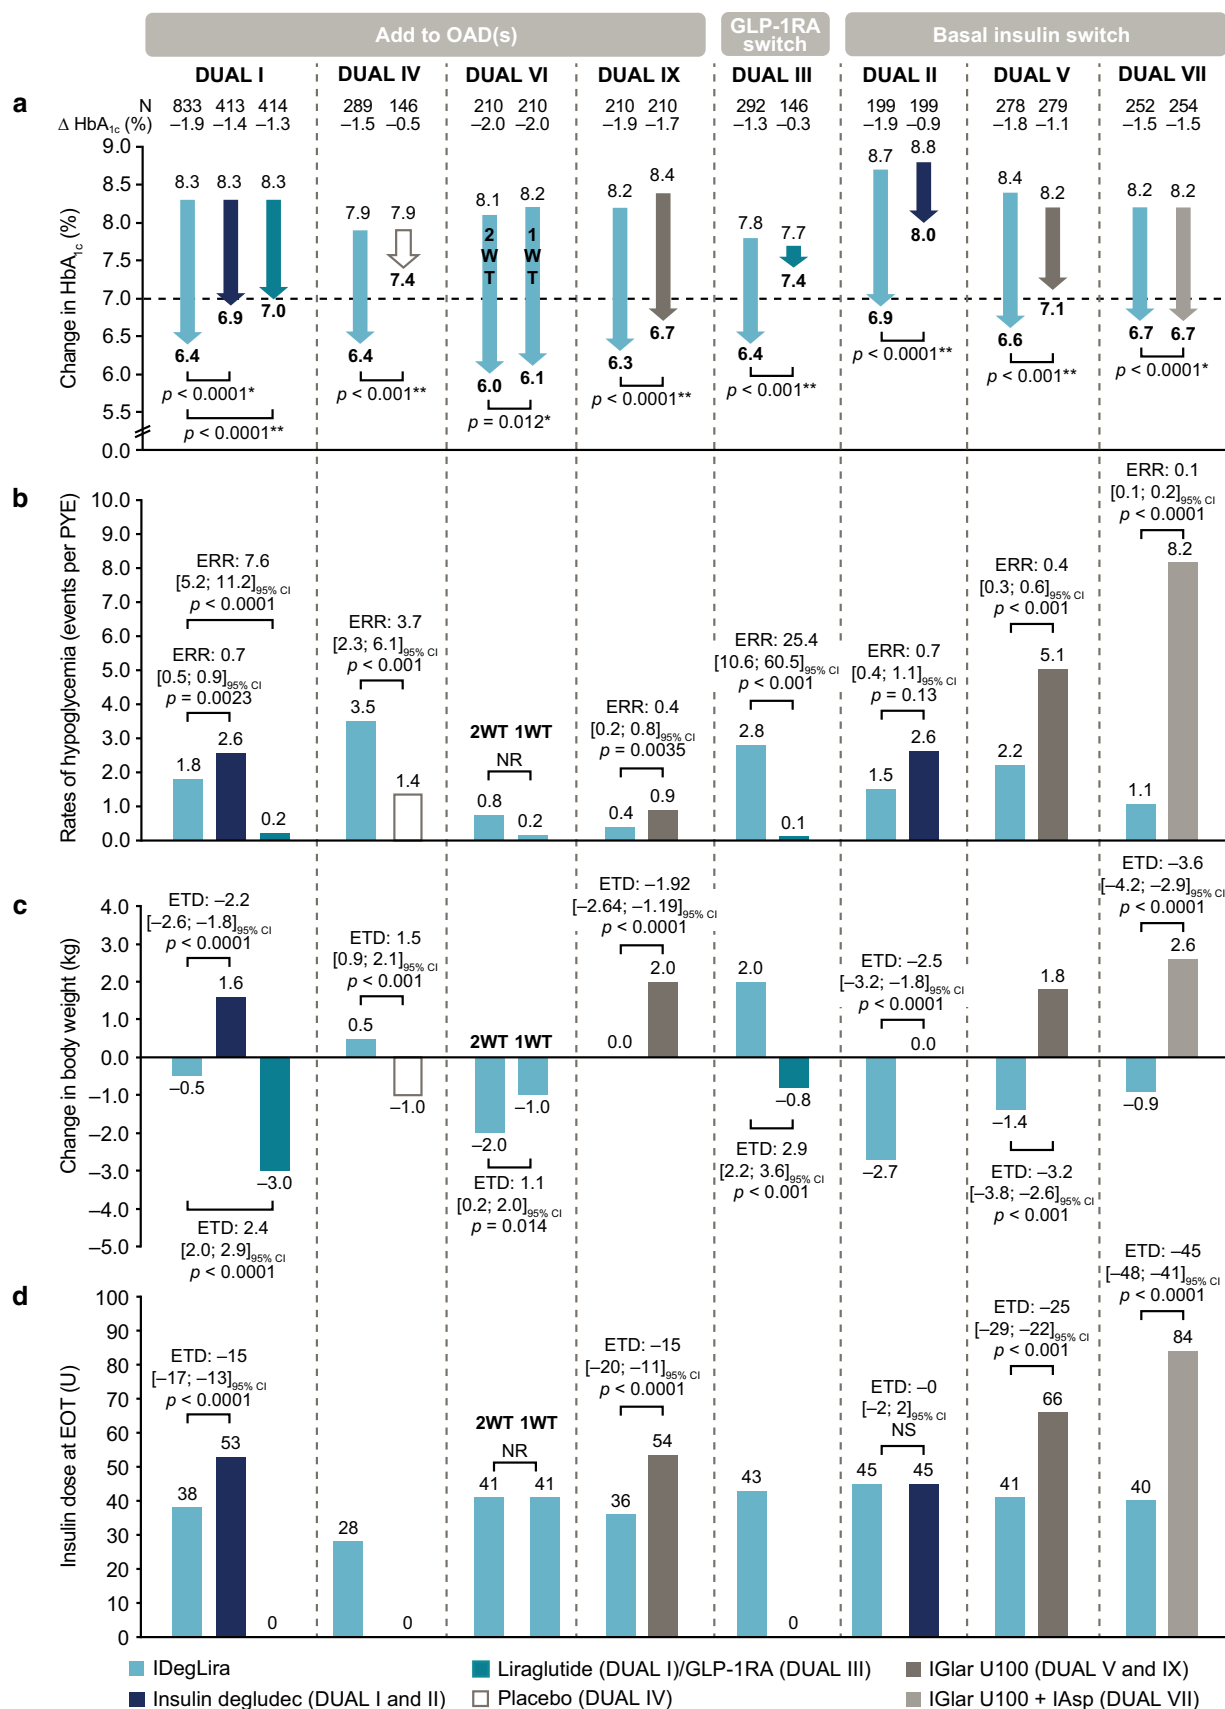 Add to OAD(s)
GLP-1RA
switch
Basal insulin switch
DUAL I DUAL IV DUAL VI DUAL IX DUAL III DUAL II DUAL V DUAL VII
a
N 833 413 414 289 146 210 210 210 210 292 146 199 199 278 279 252 254
Δ HbA1c (%) –1.9 –1.4 –1.3 –1.5 –0.5 –2.0 –2.0 –1.9 –1.7 –1.3 –0.3 –1.9 –0.9 –1.8 –1.1 –1.5 –1.5
Change in HbA1c (%)
9.0
8.5
8.0
7.5
7.0
6.5
6.0
5.5
0.0
8.3 8.3 8.3
6.4 6.9 7.0
p < 0.0001*
p < 0.0001**
7.9 7.9
6.4 7.4
p < 0.001**
8.1 8.2
2
W
T
1
W
T
6.0 6.1
p = 0.012*
8.2 8.4
6.3 6.7
p < 0.0001**
7.8 7.7
6.4 7.4
p < 0.001**
8.7 8.8
6.9 8.0
p < 0.0001**
8.4 8.2
6.6 7.1
p < 0.001**
8.2 8.2
6.7 6.7
p < 0.0001*
b
Rates of hypoglycemia (events per PYE)
10.0
9.0
8.0
7.0
6.0
5.0
4.0
3.0
2.0
1.0
0.0
ERR: 7.6
[5.2; 11.2]95% CI
p < 0.0001
ERR: 0.7
[0.5; 0.9]95% CI
p = 0.0023
1.8 2.6 0.2
ERR: 3.7
[2.3; 6.1]95% CI
p < 0.001
3.5 1.4
2WT 1WT
NR
0.8 0.2
ERR: 0.4
[0.2; 0.8]95% CI
p = 0.0035
0.4 0.9
ERR: 25.4
[10.6; 60.5]95% CI
p < 0.001
2.8 0.1
ERR: 0.7
[0.4; 1.1]95% CI
p = 0.13
1.5 2.6
ERR: 0.4
[0.3; 0.6]95% CI
p < 0.001
2.2 5.1
ERR: 0.1
[0.1; 0.2]95% CI
p < 0.0001
1.1 8.2
c
Change in body weight (kg)
4.0
3.0
2.0
1.0
0.0
–1.0
–2.0
–3.0
–4.0
–5.0
ETD: –2.2
[–2.6; –1.8]95% CI
p < 0.0001
–0.5 1.6 –3.0
ETD: 2.4
[2.0; 2.9]95% CI
p < 0.0001
ETD: 1.5
[0.9; 2.1]95% CI
p < 0.001
0.5 –1.0
2WT 1WT
–2.0 –1.0
ETD: 1.1
[0.2; 2.0]95% CI
p = 0.014
ETD: –1.92
[–2.64; –1.19]95% CI
p < 0.0001
0.0 2.0
2.0 –0.8
ETD: 2.9
[2.2; 3.6]95% CI
p < 0.001
ETD: –2.5
[–3.2; –1.8]95% CI
p < 0.0001
–2.7 0.0
–1.4 1.8
ETD: –3.2
[–3.8; –2.6]95% CI
p < 0.001
ETD: –3.6
[–4.2; –2.9]95% CI
p < 0.0001
–0.9 2.6
d
Insulin dose at EOT (U)
100
90
80
70
60
50
40
30
20
10
0
ETD: –15
[–17; –13]95% CI
p < 0.0001
38 53 0
28 0
2WT 1WT
NR
41 41
ETD: –15
[–20; –11]95% CI
p < 0.0001
36 54
43 0
ETD: –0
[–2; 2]95% CI
NS
45 45
ETD: –25
[–29; –22]95% CI
p < 0.001
41 66
ETD: –45
[–48; –41]95% CI
p < 0.0001
40 84
IDegLira
Liraglutide (DUAL I)/GLP-1RA (DUAL III)
IGlar U100 (DUAL V and IX)
Insulin degludec (DUAL I and II)
Placebo (DUAL IV)
IGlar U100 + IAsp (DUAL VII)